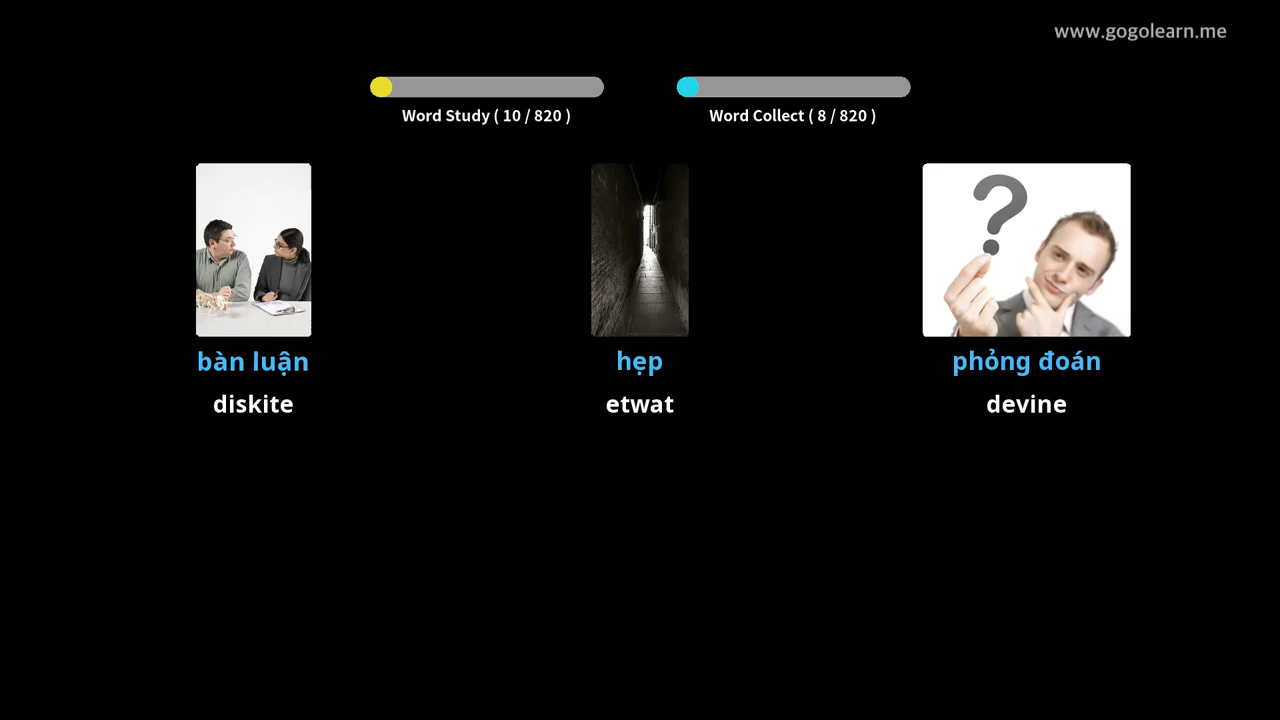 www.gogolearn.me
Word Study ( 10 / 820 )
Word Collect ( 8 / 820 )
bàn luận
hẹp
phỏng đoán
diskite
etwat
devine